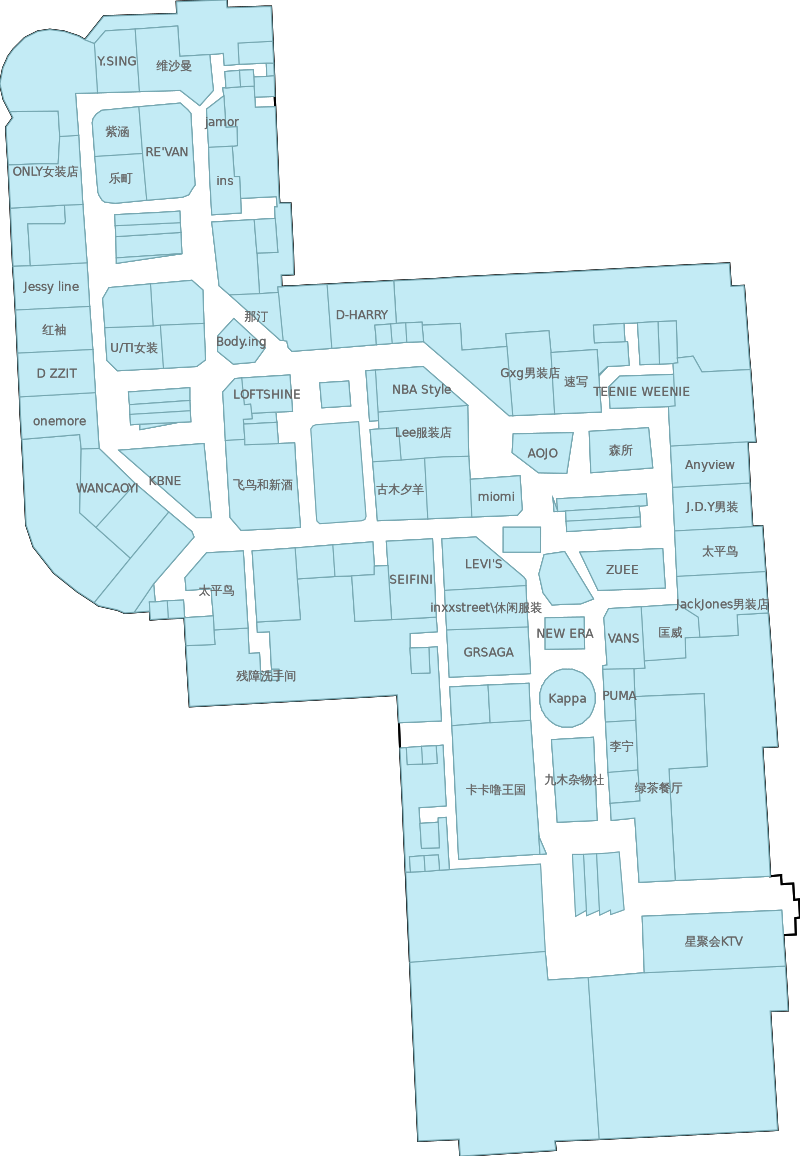 Y.SING
维沙曼
jamor
紫涵
RE'VAN
ONLY女装店
乐町
ins
Jessy line
那汀
D-HARRY
红袖
Body.ing
U/TI女装
D ZZIT
Gxg男装店
速写
TEENIE WEENIE
LOFTSHINE
NBA Style
onemore
Lee服装店
AOJO
森所
Anyview
WANCAOYI
KBNE
飞鸟和新酒
古木夕羊
miomi
J.D.Y男装
太平鸟
LEVI'S
ZUEE
SEIFINI
太平鸟
inxxstreet\休闲服装
JackJones男装店
NEW ERA
VANS
匡威
GRSAGA
残障洗手间
Kappa
PUMA
李宁
卡卡噜王国
九木杂物社
绿茶餐厅
星聚会KTV